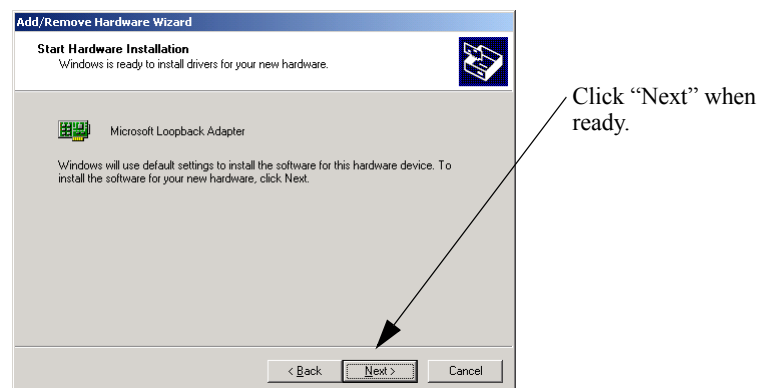 Add/Remove Hardware Wizard
Start Hardware Installation
Windows is ready to install drivers for your new hardware.
Click “Next” when
ready.
Microsoft Loopback Adapter
Windows will use default settings to install the software for this hardware device. To
install the software for your new hardware, click Next.
< Back
Next >
Cancel